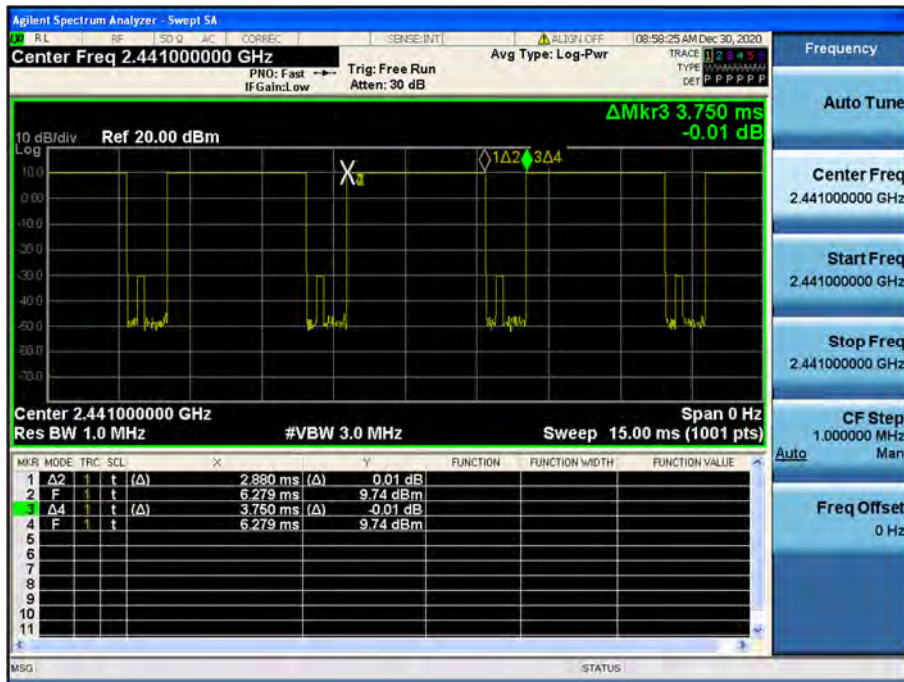 Agilent Spectrum Analyzer - Swept SA
RL RF 50 Ω AC CORREC SENSE:INT ALIGN OFF 08:58:25 AM Dec 30, 2020
Center Freq 2.441000000 GHz
PNO: Fast
IFGain:Low
Trig: Free Run
Atten: 30 dB
Avg Type: Log-Pwr
TRACE 1 2 3 4 5 6
TYPE
DET P P P P P P
ΔMkr3 3.750 ms
-0.01 dB
10 dB/div Ref 20.00 dBm
Log
10.0
0.00
-10.0
-20.0
-30.0
-40.0
-50.0
-60.0
-70.0
1Δ2 3Δ4
Center 2.441000000 GHz Span 0 Hz
Res BW 1.0 MHz #VBW 3.0 MHz Sweep 15.00 ms (1001 pts)
MKR MODE TRC SCL X Y FUNCTION FUNCTION WIDTH FUNCTION VALUE
1 Δ2 1 t (Δ) 2.880 ms (Δ) 0.01 dB
2 F 1 t 6.279 ms 9.74 dBm
3 Δ4 1 t (Δ) 3.750 ms (Δ) -0.01 dB
4 F 1 t 6.279 ms 9.74 dBm
5
6
7
8
9
10
11
MSG STATUS
Frequency
Auto Tune
Center Freq
2.441000000 GHz
Start Freq
2.441000000 GHz
Stop Freq
2.441000000 GHz
CF Step
1.000000 MHz
Auto Man
Freq Offset
0 Hz